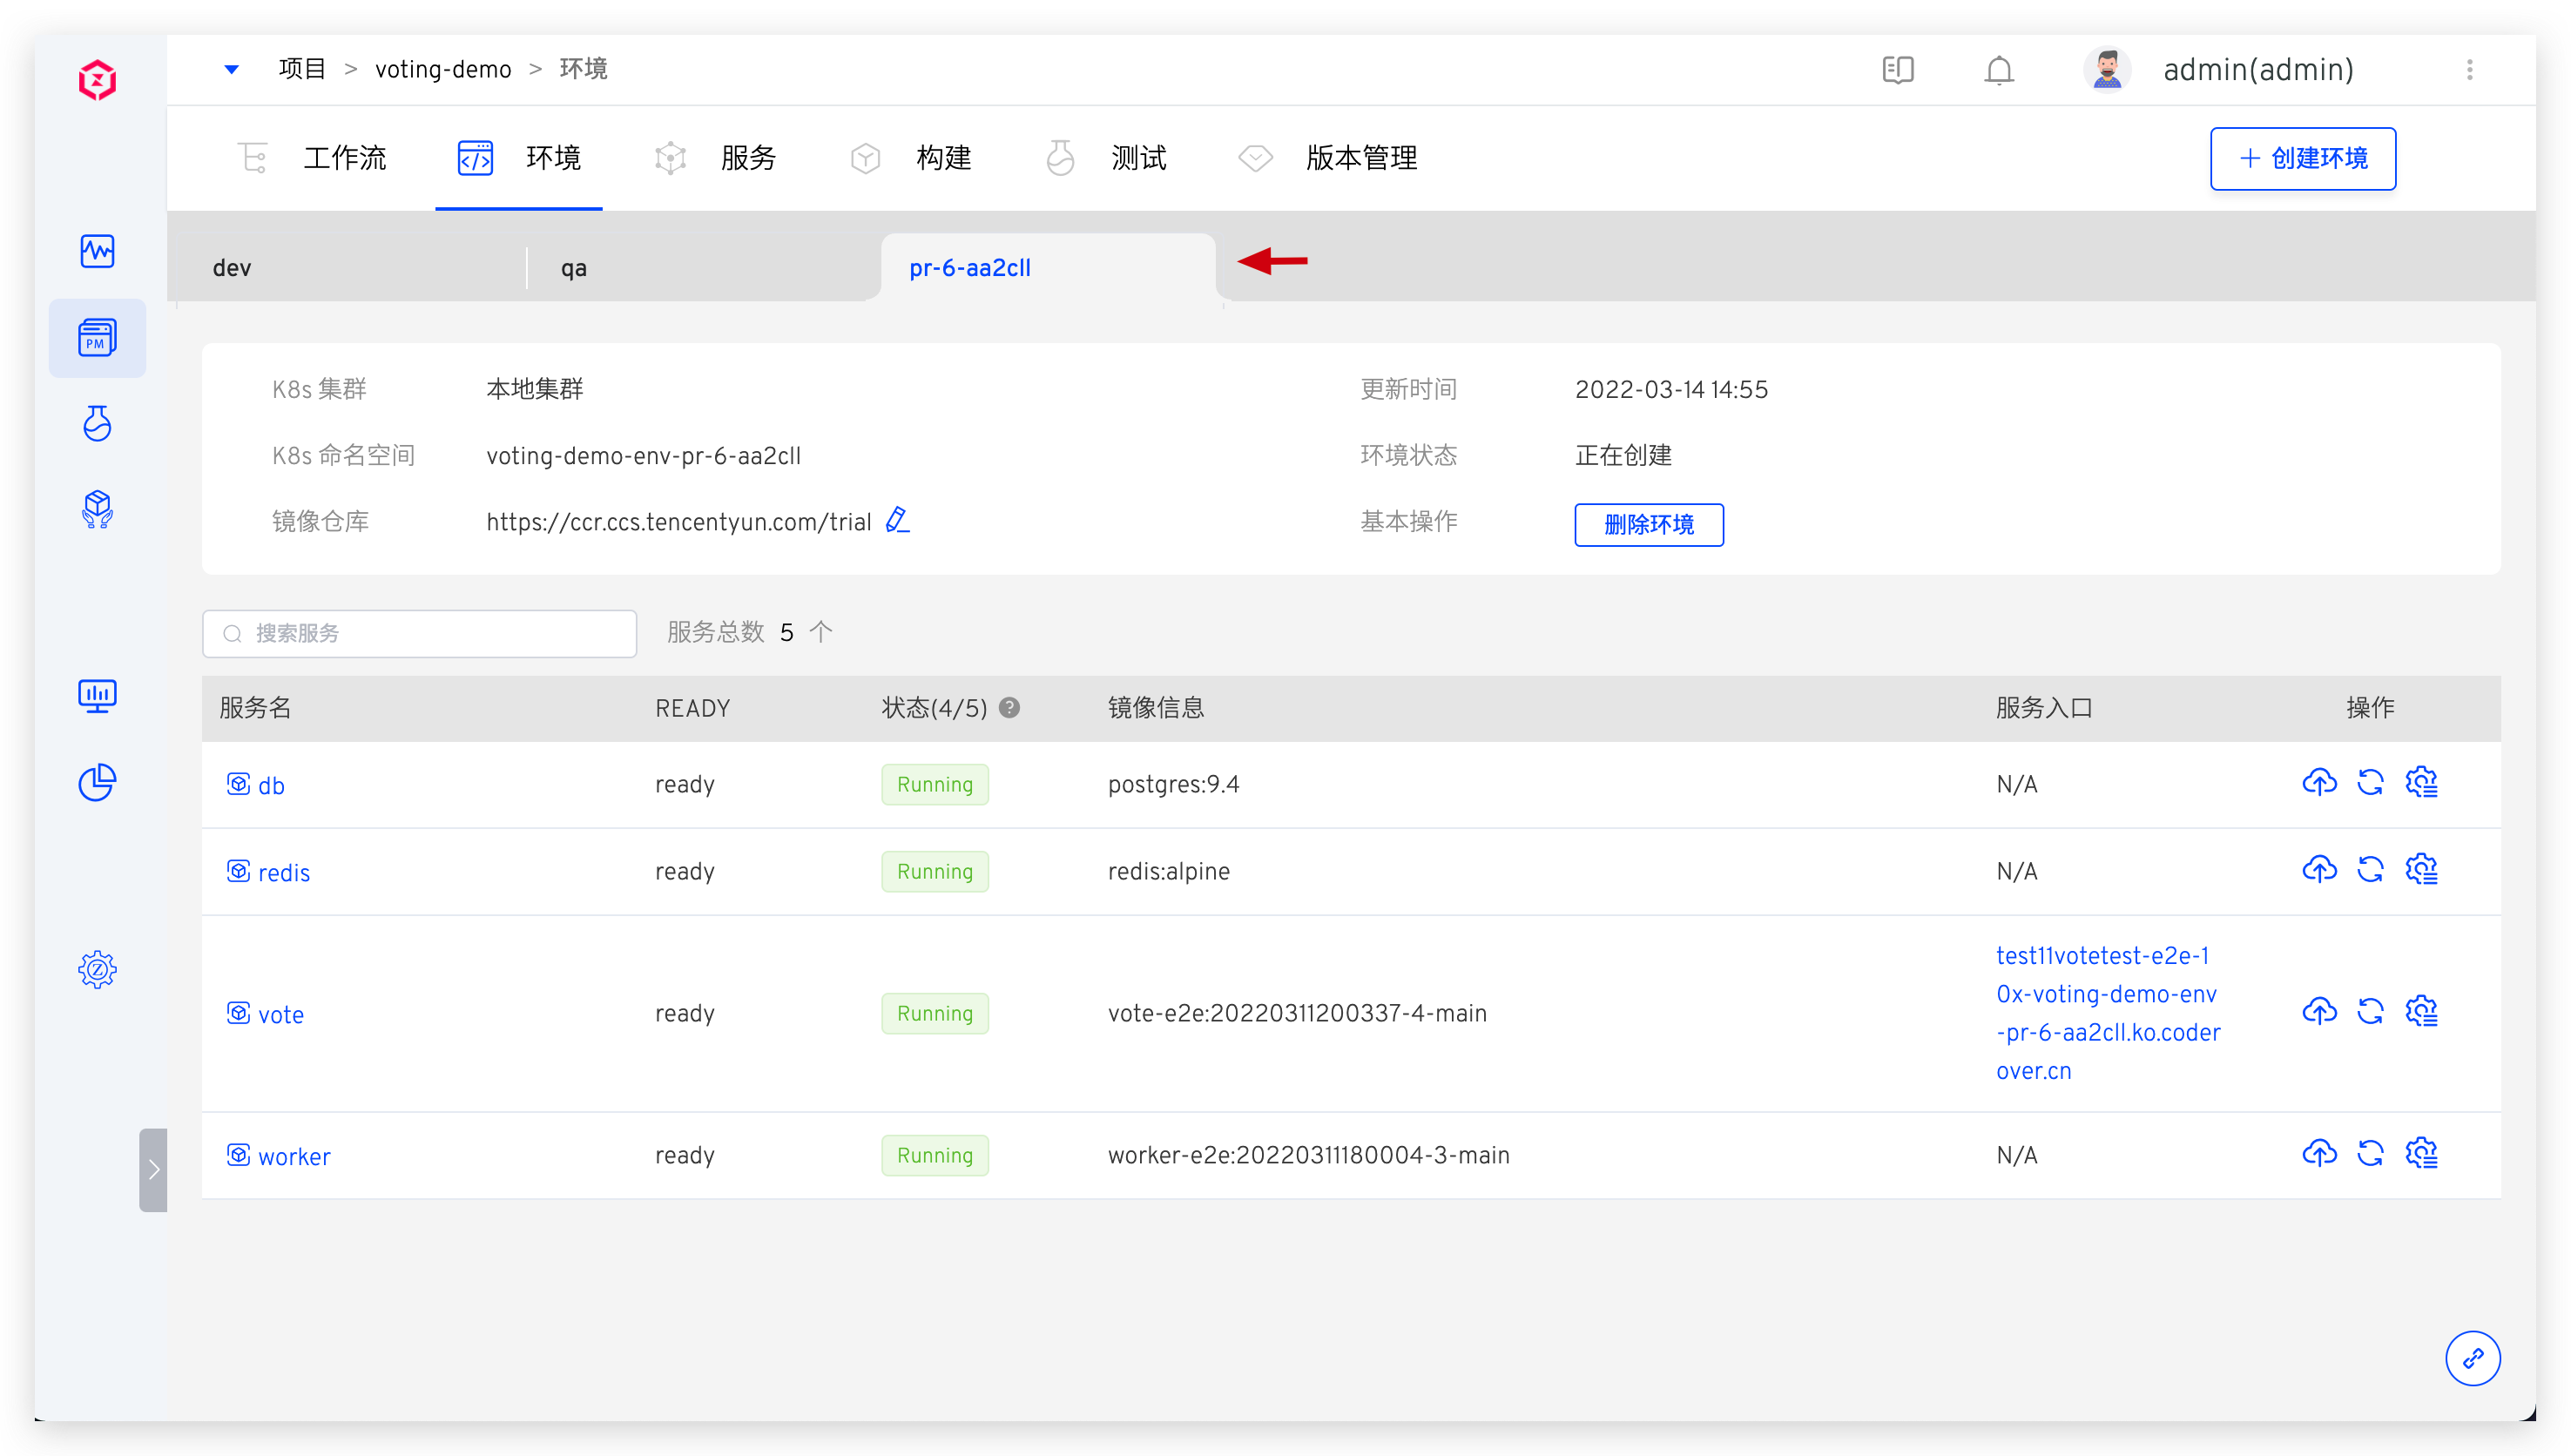 项目 > voting-demo > 环境
admin(admin)
工作流
环境
服务
构建
测试
版本管理
+ 创建环境
dev
qa
pr-6-aa2cll
PM
K8s 集群
本地集群
更新时间
2022-03-14 14:55
K8s 命名空间
voting-demo-env-pr-6-aa2cll
环境状态
正在创建
镜像仓库
https://ccr.ccs.tencentyun.com/trial
基本操作
删除环境
搜索服务
服务总数 5 个
服务名
READY
状态(4/5) ?
镜像信息
服务入口
操作
db
ready
Running
postgres:9.4
N/A
redis
ready
Running
redis:alpine
N/A
vote
ready
Running
vote-e2e:20220311200337-4-main
test11votetest-e2e-1
0x-voting-demo-env
-pr-6-aa2cll.ko.coder
over.cn
worker
ready
Running
worker-e2e:20220311180004-3-main
N/A